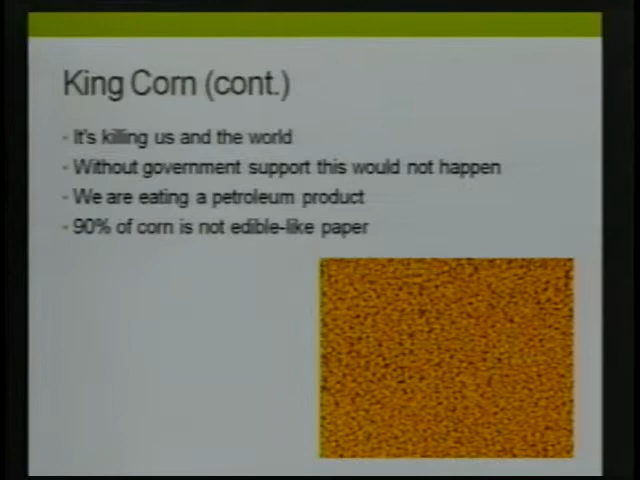 King Corn (cont.)
- It's killing us and the world
- Without government support this would not happen
- We are eating a petroleum product
- 90% of corn is not edible-like paper